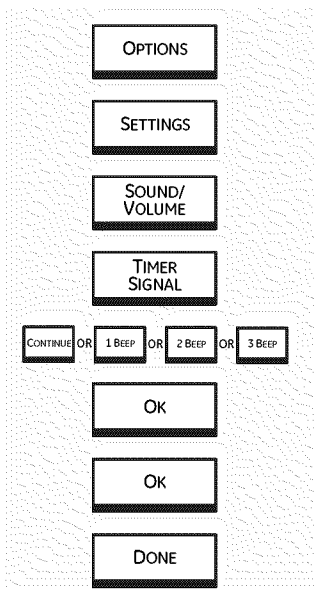 OPTIONS
SETTINGS
SOUND/
VOLUME
TIMER
SIGNAL
CONTINUE OR 1 BEEP OR 2 BEEP OR 3 BEEP
OK
OK
DONE